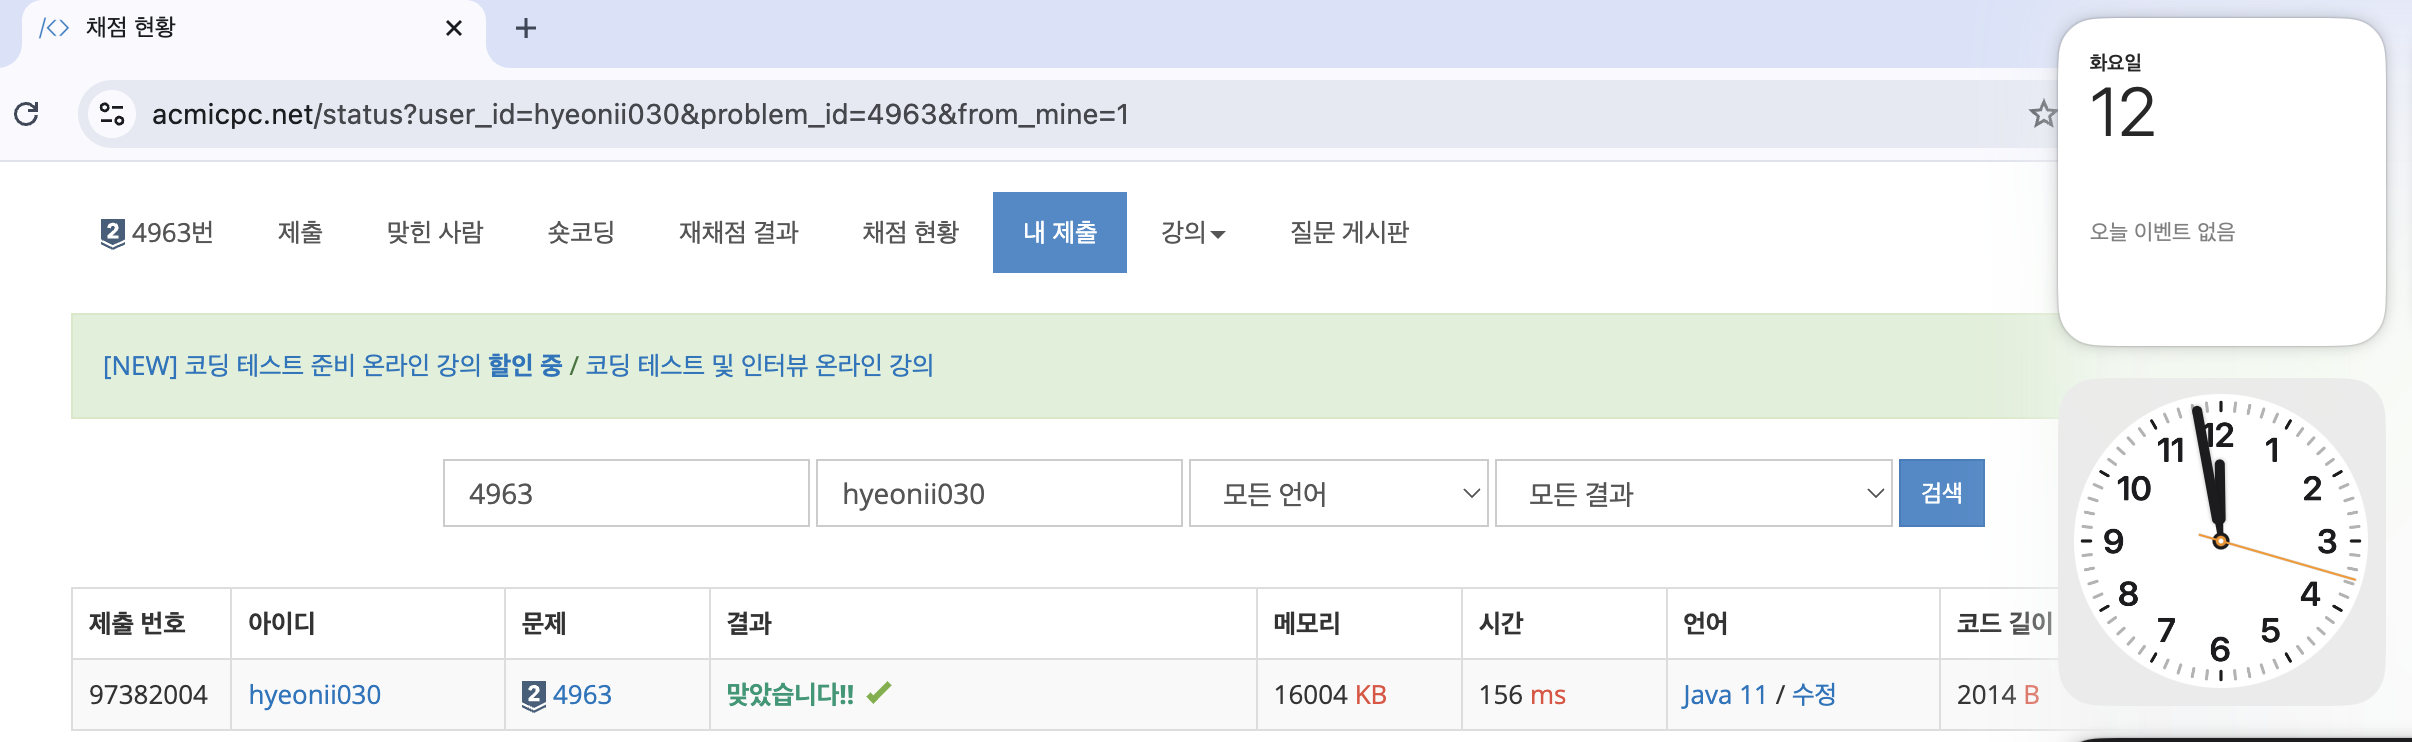 채점 현황
acmicpc.net/status?user_id=hyeonii030&problem_id=4963&from_mine=1
2 4963번 제출 맞힌 사람 숏코딩 재채점 결과 채점 현황 내 제출 강의 질문 게시판
[NEW] 코딩 테스트 준비 온라인 강의 할인 중 / 코딩 테스트 및 인터뷰 온라인 강의
4963 hyeonii030 모든 언어 모든 결과 검색
제출 번호 아이디 문제 결과 메모리 시간 언어 코드 길이
97382004 hyeonii030 2 4963 맞았습니다!! 16004 KB 156 ms Java 11 / 수정 2014 B
화요일
12
오늘 이벤트 없음
12 1 2 3 4 5 6 7 8 9 10 11